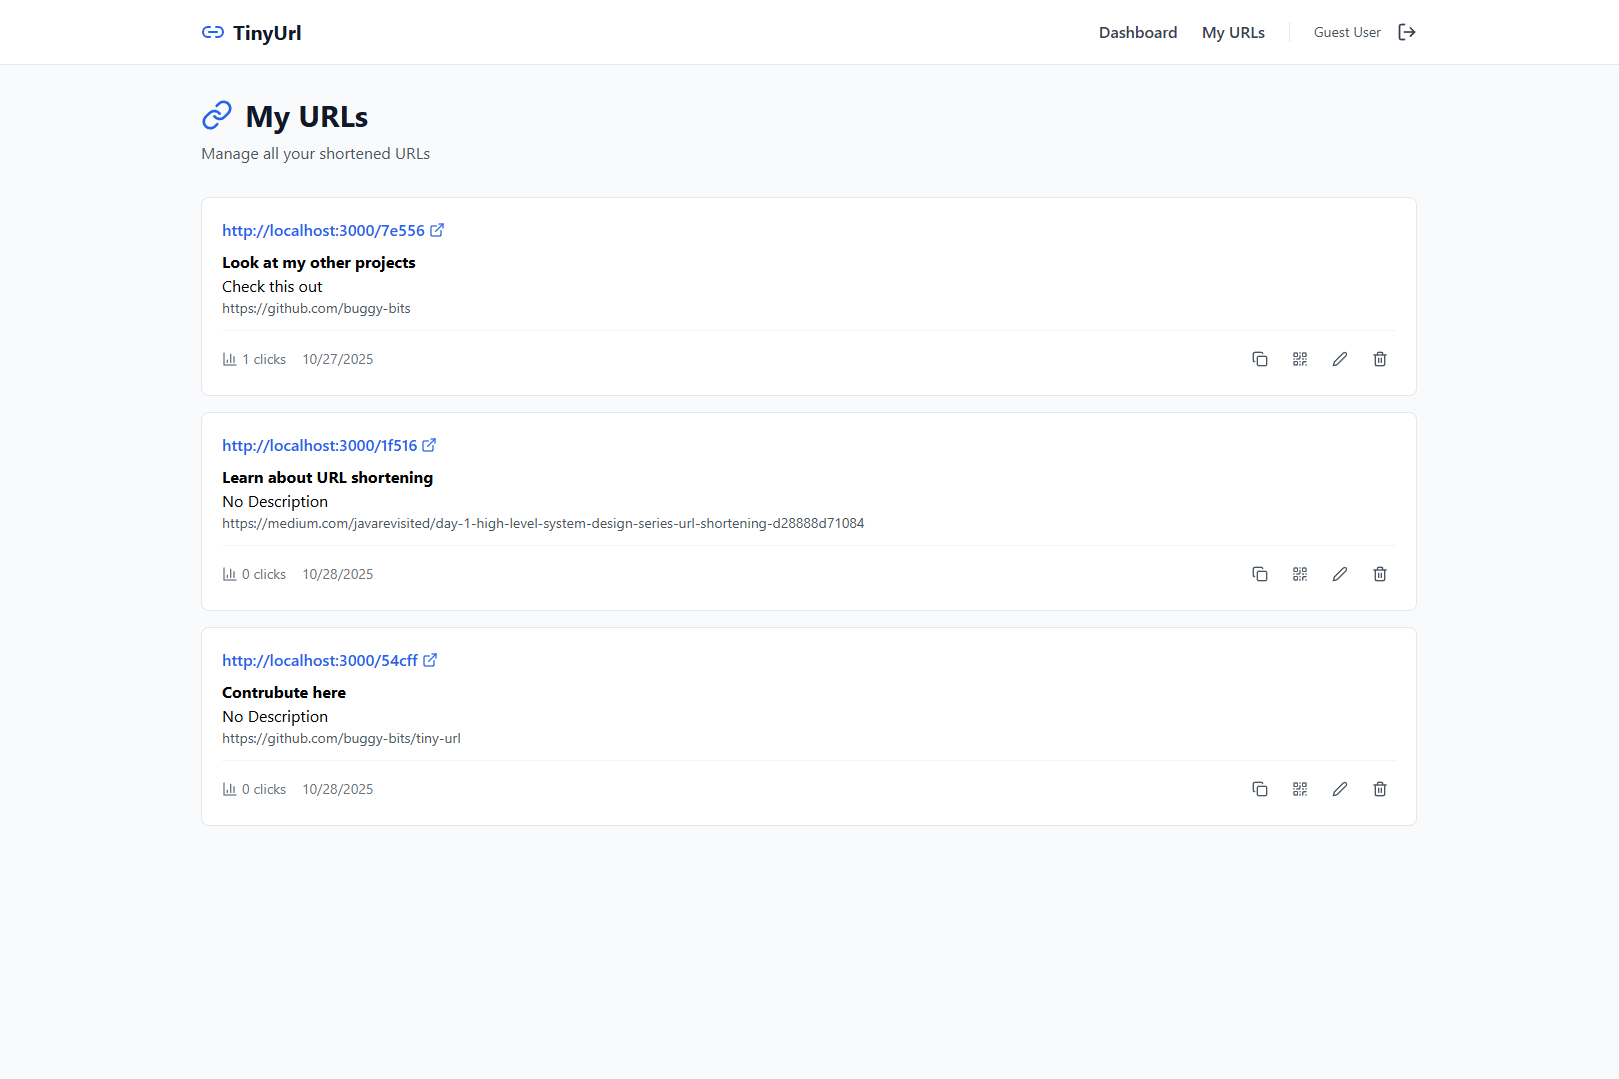 TinyUrl
Dashboard My URLs Guest User
My URLs
Manage all your shortened URLs
http://localhost:3000/7e556
Look at my other projects
Check this out
https://github.com/buggy-bits
1 clicks 10/27/2025
http://localhost:3000/1f516
Learn about URL shortening
No Description
https://medium.com/javarevisited/day-1-high-level-system-design-series-url-shortening-d28888d71084
0 clicks 10/28/2025
http://localhost:3000/54cff
Contrubute here
No Description
https://github.com/buggy-bits/tiny-url
0 clicks 10/28/2025